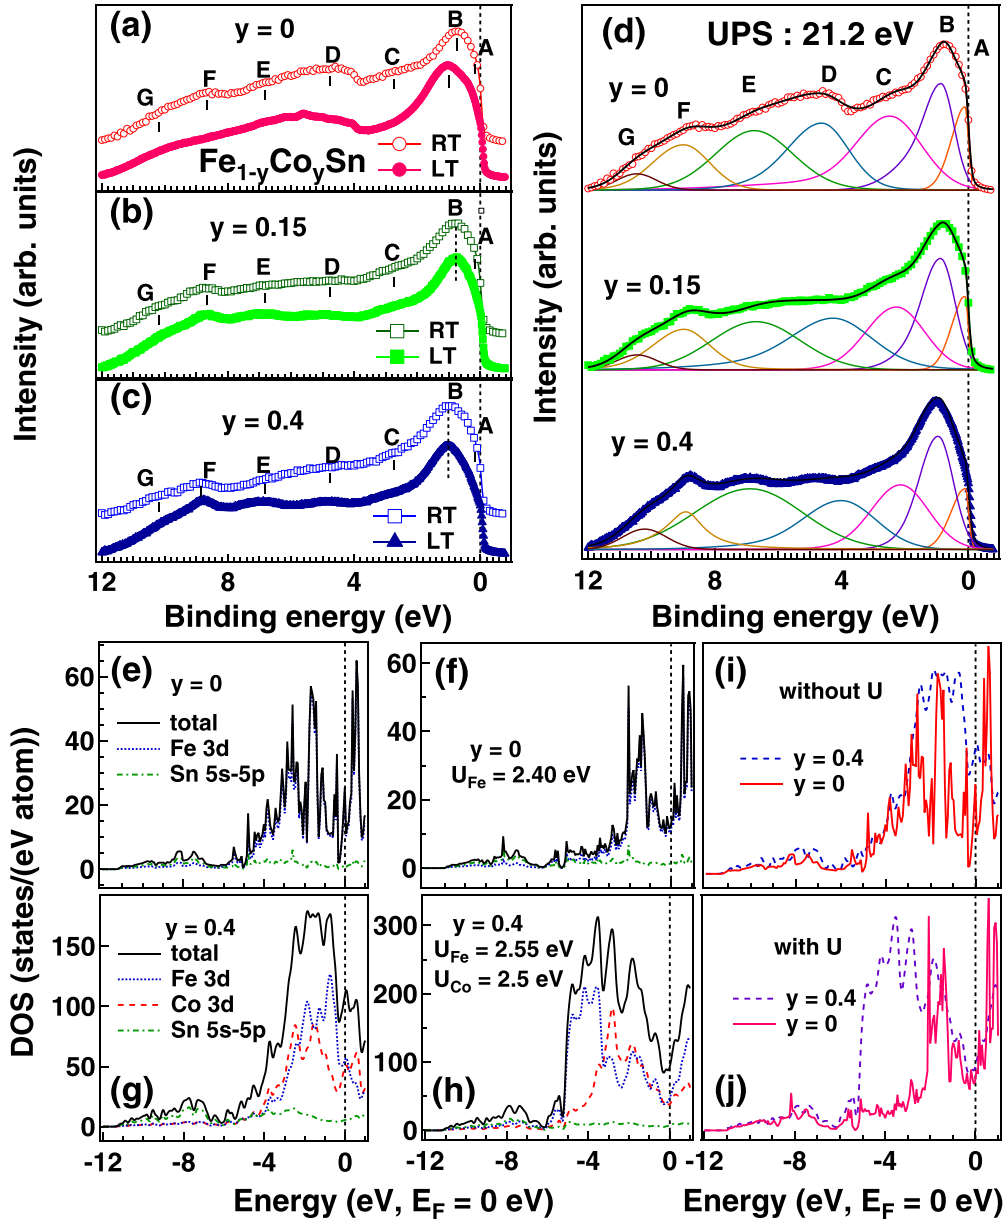 (a)
y = 0
B
A
G
F
E
D
C
RT
LT
Fe1-yCoySn
(b)
y = 0.15
B
A
G
F
E
D
C
RT
LT
(c)
y = 0.4
B
A
G
F
E
D
C
RT
LT
Intensity (arb. units)
12
8
4
0
Binding energy (eV)
(d)
UPS : 21.2 eV
B
A
y = 0
G
F
E
D
C
y = 0.15
y = 0.4
Intensity (arb. units)
12
8
4
0
Binding energy (eV)
DOS (states/(eV atom))
60
40
20
0
(e)
y = 0
total
Fe 3d
Sn 5s-5p
60
40
20
0
(f)
y = 0
UFe = 2.40 eV
(i)
without U
y = 0.4
y = 0
150
100
50
0
(g)
y = 0.4
total
Fe 3d
Co 3d
Sn 5s-5p
-12
-8
-4
0
300
200
100
0
(h)
y = 0.4
UFe = 2.55 eV
UCo = 2.5 eV
-12
-8
-4
0
(j)
with U
y = 0.4
y = 0
-12
-8
-4
0
Energy (eV, EF = 0 eV)
Energy (eV, EF = 0 eV)